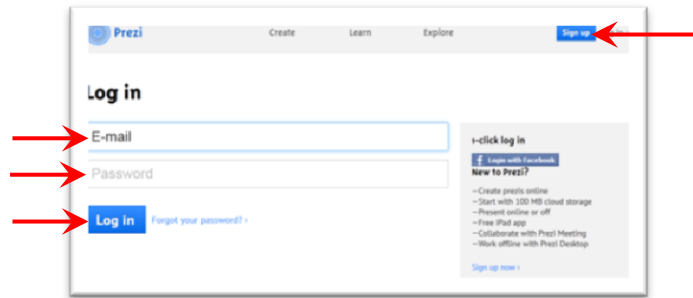 Prezi Create Learn Explore Sign up
Log in
E-mail
Password
Log in Forgot your password? ›
1-click log in
f Login with Facebook
New to Prezi?
—Create prezis online
—Start with 100 MB cloud storage
—Present online or off
—Free iPad app
—Collaborate with Prezi Meeting
—Work offline with Prezi Desktop
Sign up now ›